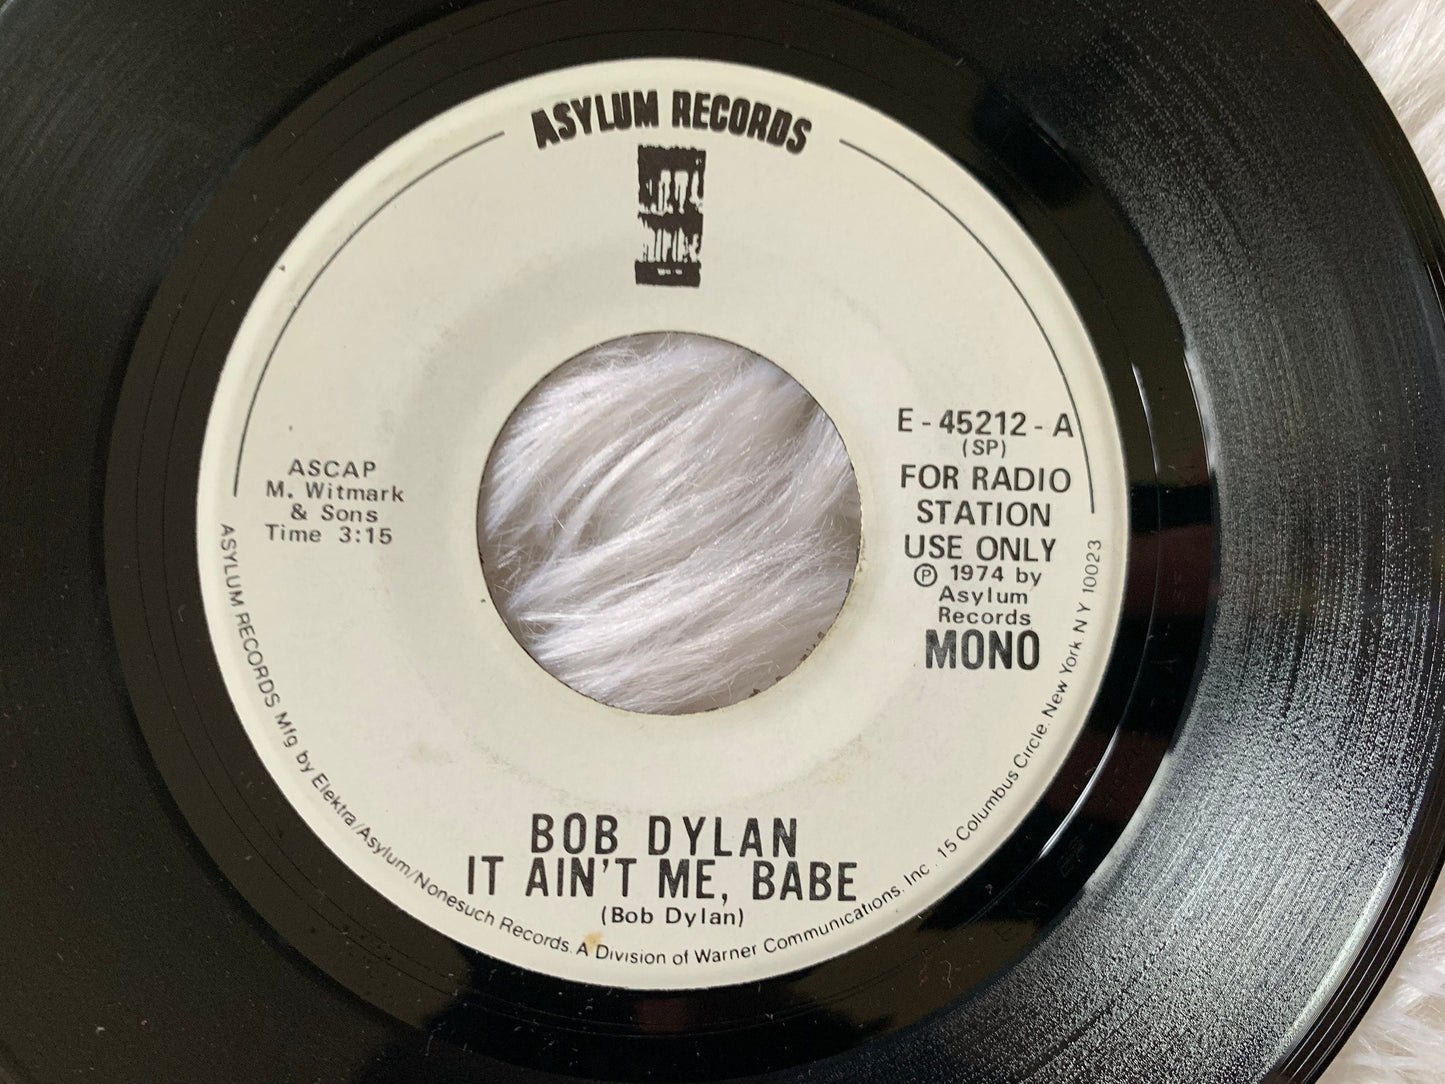 ASYLUM RECORDS
ASCAP
M. Witmark
& Sons
Time 3:15
E - 45212 - A
(SP)
FOR RADIO
STATION
USE ONLY
℗ 1974 by
Asylum
Records
MONO
BOB DYLAN
IT AIN'T ME, BABE
(Bob Dylan)
ASYLUM RECORDS Mfg by Elektra/Asylum/Nonesuch Records. A Division of Warner Communications. Inc. 15 Columbus Circle. New York N Y 10023